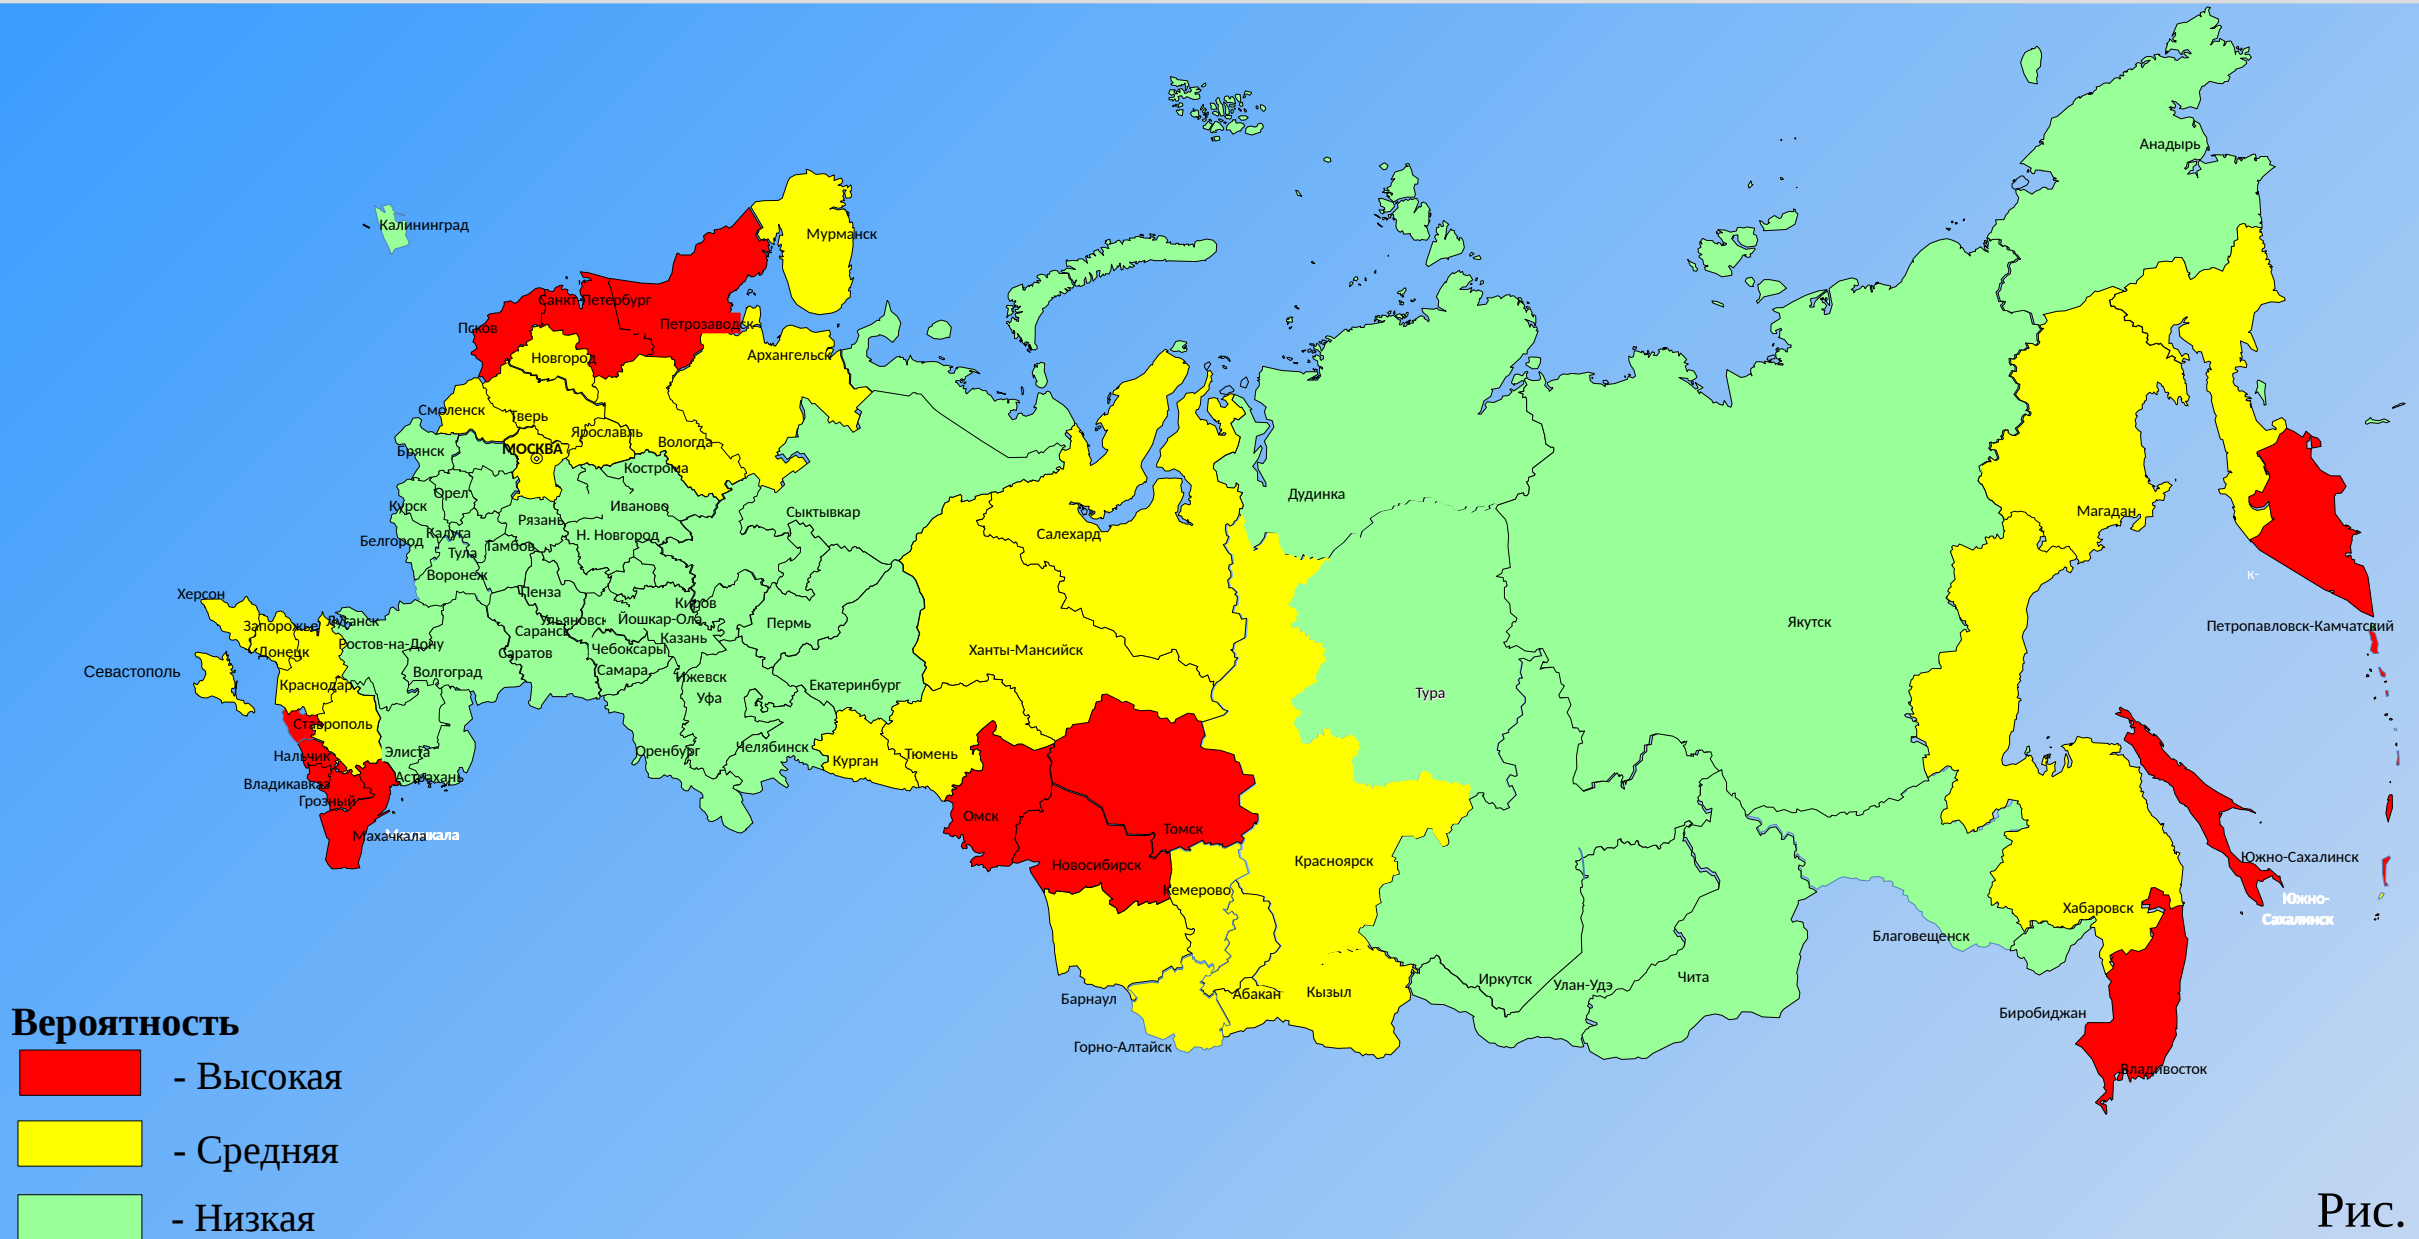 Анадырь
Калининград
Мурманск
Санкт-Петербург
Петрозаводск
Псков
Новгород
Архангельск
Смоленск
Тверь
Ярославль
Вологда
МОСКВА
Брянск
Кострома
Орел
Курск
Иваново
Рязань
Сыктывкар
Дудинка
Магадан
Белгород
Калуга
Н. Новгород
Салехард
Тула
Тамбов
Воронеж
к-
Херсон
Пенза
Киров
Запорожье
Луганск
Ульяновск
Йошкар-Ола
Пермь
Якутск
Петропавловск-Камчатский
Саранск
Ростов-на-Дону
Казань
Донецк
Саратов
Чебоксары
Ханты-Мансийск
Севастополь
Волгоград
Самара
Ижевск
Краснодар
Екатеринбург
Уфа
Тура
Ставрополь
Нальчик
Элиста
Оренбург
Челябинск
Курган
Тюмень
Владикавказ
Астрахань
Грозный
Махачкала
Омск
Томск
Новосибирск
Красноярск
Южно-Сахалинск
Кемерово
Южно-
Сахалинск
Хабаровск
Благовещенск
Иркутск
Улан-Удэ
Чита
Барнаул
Абакан
Кызыл
Биробиджан
Горно-Алтайск
Владивосток
Вероятность
- Высокая
- Средняя
- Низкая
Рис.